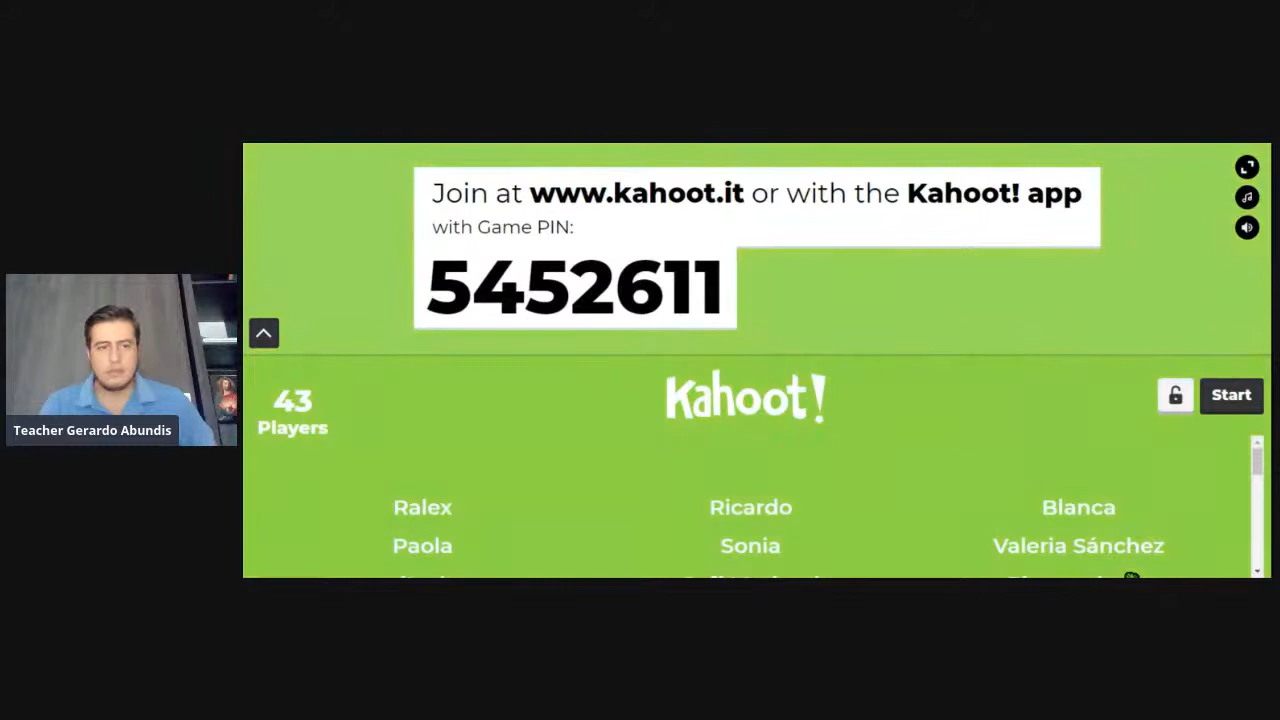 Join at www.kahoot.it or with the Kahoot! app
with Game PIN:
5452611
43
Players
Kahoot!
Start
Ralex
Ricardo
Blanca
Paola
Sonia
Valeria Sánchez
Teacher Gerardo Abundis